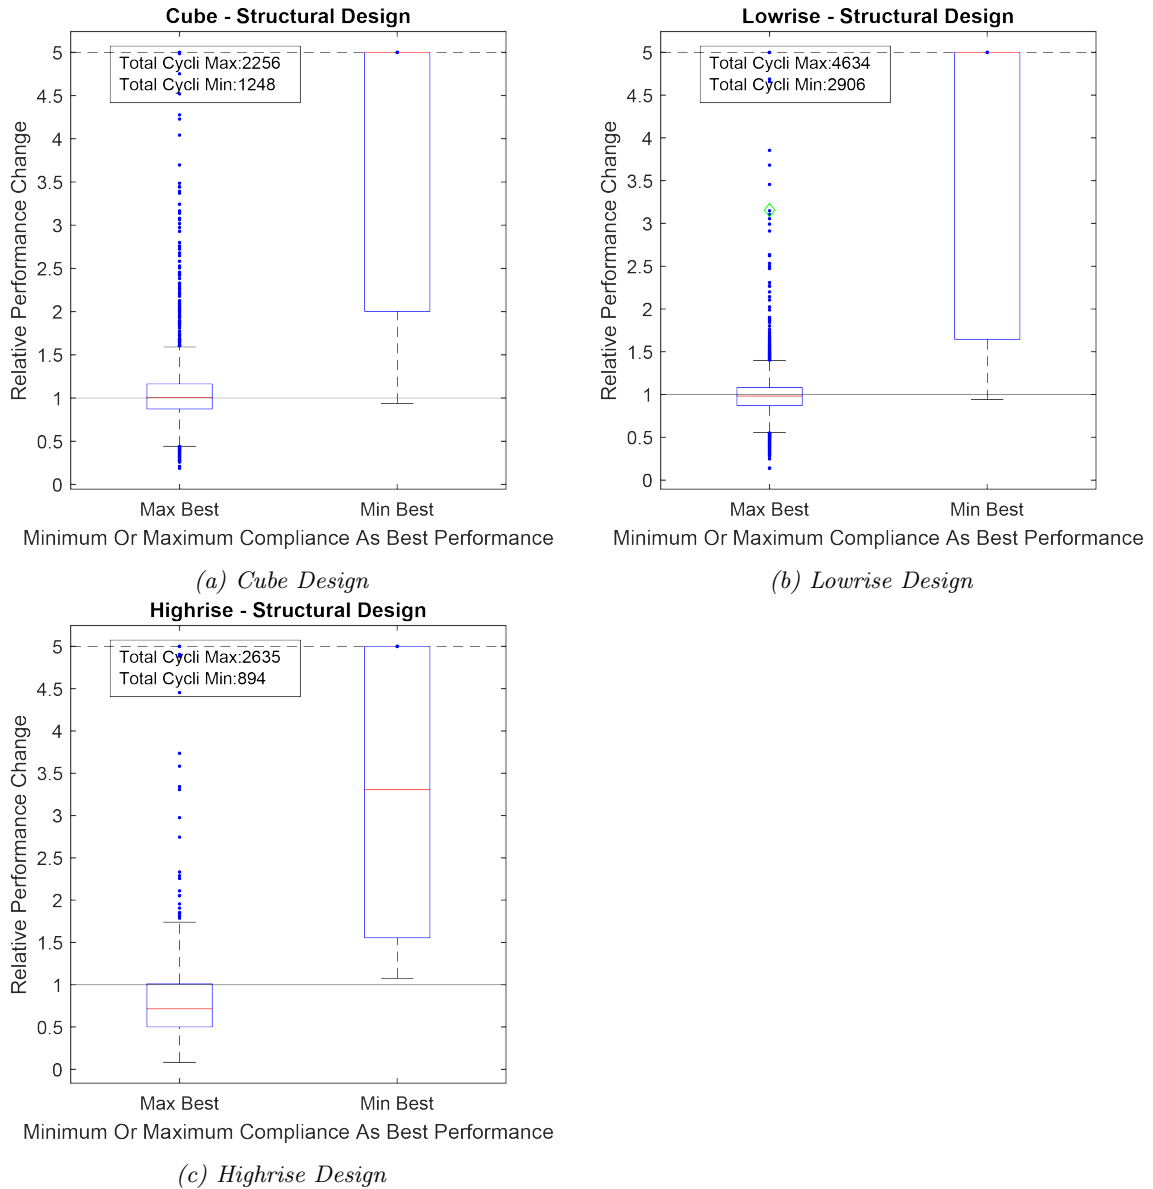 Cube - Structural Design
Total Cycli Max:2256
Total Cycli Min:1248
Relative Performance Change
5
4.5
4
3.5
3
2.5
2
1.5
1
0.5
0
Max Best
Min Best
Minimum Or Maximum Compliance As Best Performance
(a) Cube Design
Lowrise - Structural Design
Total Cycli Max:4634
Total Cycli Min:2906
Relative Performance Change
5
4.5
4
3.5
3
2.5
2
1.5
1
0.5
0
Max Best
Min Best
Minimum Or Maximum Compliance As Best Performance
(b) Lowrise Design
Highrise - Structural Design
Total Cycli Max:2635
Total Cycli Min:894
Relative Performance Change
5
4.5
4
3.5
3
2.5
2
1.5
1
0.5
0
Max Best
Min Best
Minimum Or Maximum Compliance As Best Performance
(c) Highrise Design